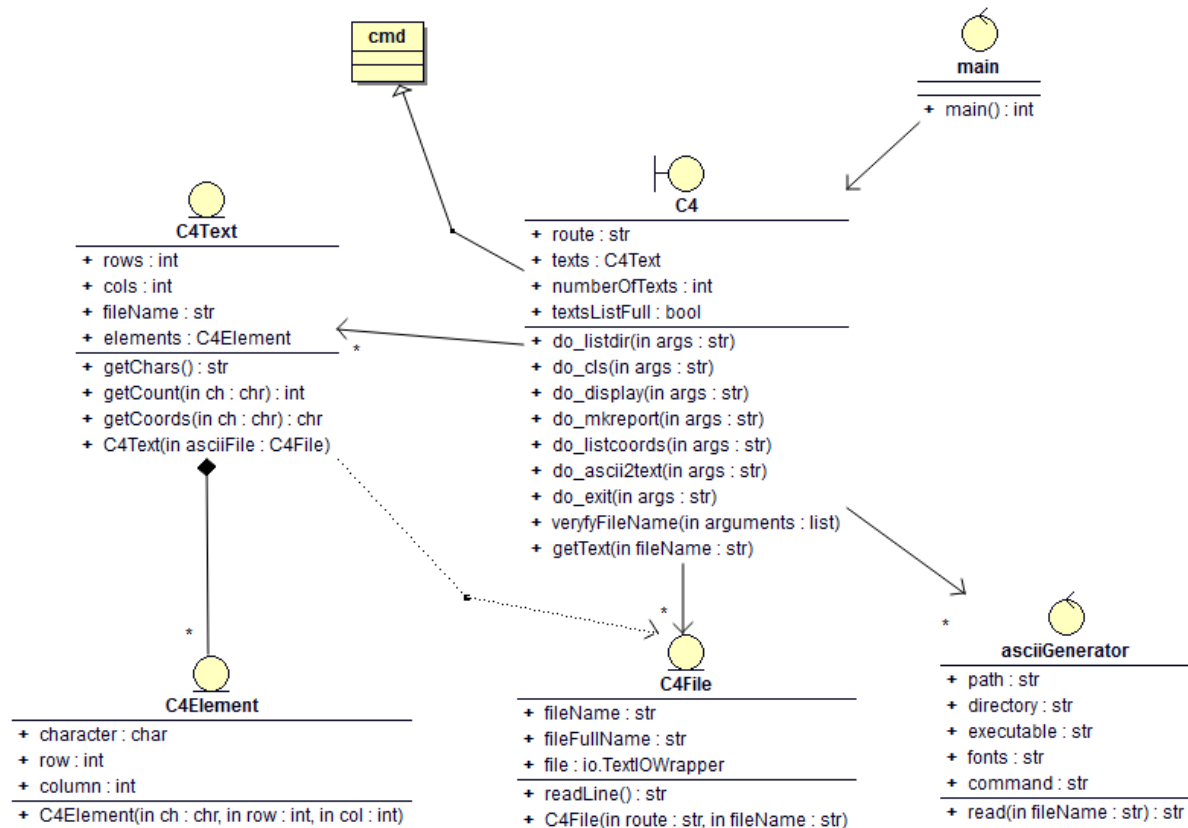 cmd
main
+ main() : int
C4
+ route : str
+ texts : C4Text
+ numberOfTexts : int
+ textsListFull : bool
+ do_listdir(in args : str)
+ do_cls(in args : str)
+ do_display(in args : str)
+ do_mkreport(in args : str)
+ do_listcoords(in args : str)
+ do_ascii2text(in args : str)
+ do_exit(in args : str)
+ veryfyFileName(in arguments : list)
+ getText(in fileName : str)
C4Text
+ rows : int
+ cols : int
+ fileName : str
+ elements : C4Element
+ getChars() : str
+ getCount(in ch : chr) : int
+ getCoords(in ch : chr) : chr
+ C4Text(in asciiFile : C4File)
*
*
*
*
C4Element
+ character : char
+ row : int
+ column : int
+ C4Element(in ch : chr, in row : int, in col : int)
C4File
+ fileName : str
+ fileFullName : str
+ file : io.TextIOWrapper
+ readLine() : str
+ C4File(in route : str, in fileName : str)
asciiGenerator
+ path : str
+ directory : str
+ executable : str
+ fonts : str
+ command : str
+ read(in fileName : str) : str